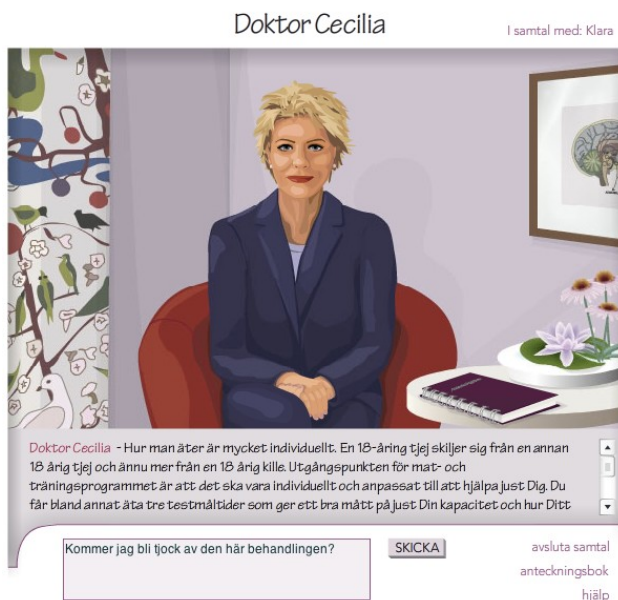 Doktor Cecilia
I samtal med: Klara
Doktor Cecilia - Hur man äter är mycket individuellt. En 18-åring tjej skiljer sig från en annan
18 årig tjej och ännu mer från en 18 årig kille. Utgångspunkten för mat- och
träningsprogrammet är att det ska vara individuellt och anpassat till att hjälpa just Dig. Du
får bland annat äta tre testmåltider som ger ett bra mått på just Din kapacitet och hur Ditt
Kommer jag bli tjock av den här behandlingen?
SKICKA
avsluta samtal
anteckningsbok
hjälp